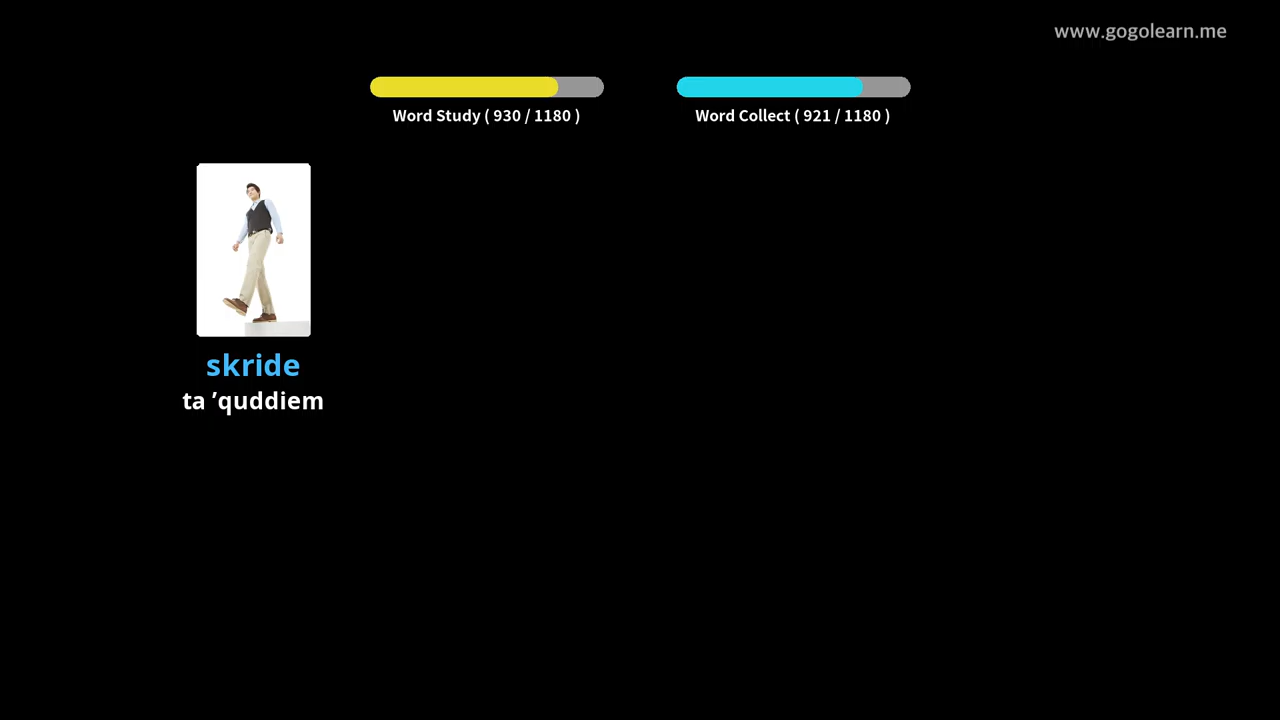 www.gogolearn.me
Word Study ( 930 / 1180 )
Word Collect ( 921 / 1180 )
skride
ta ’quddiem